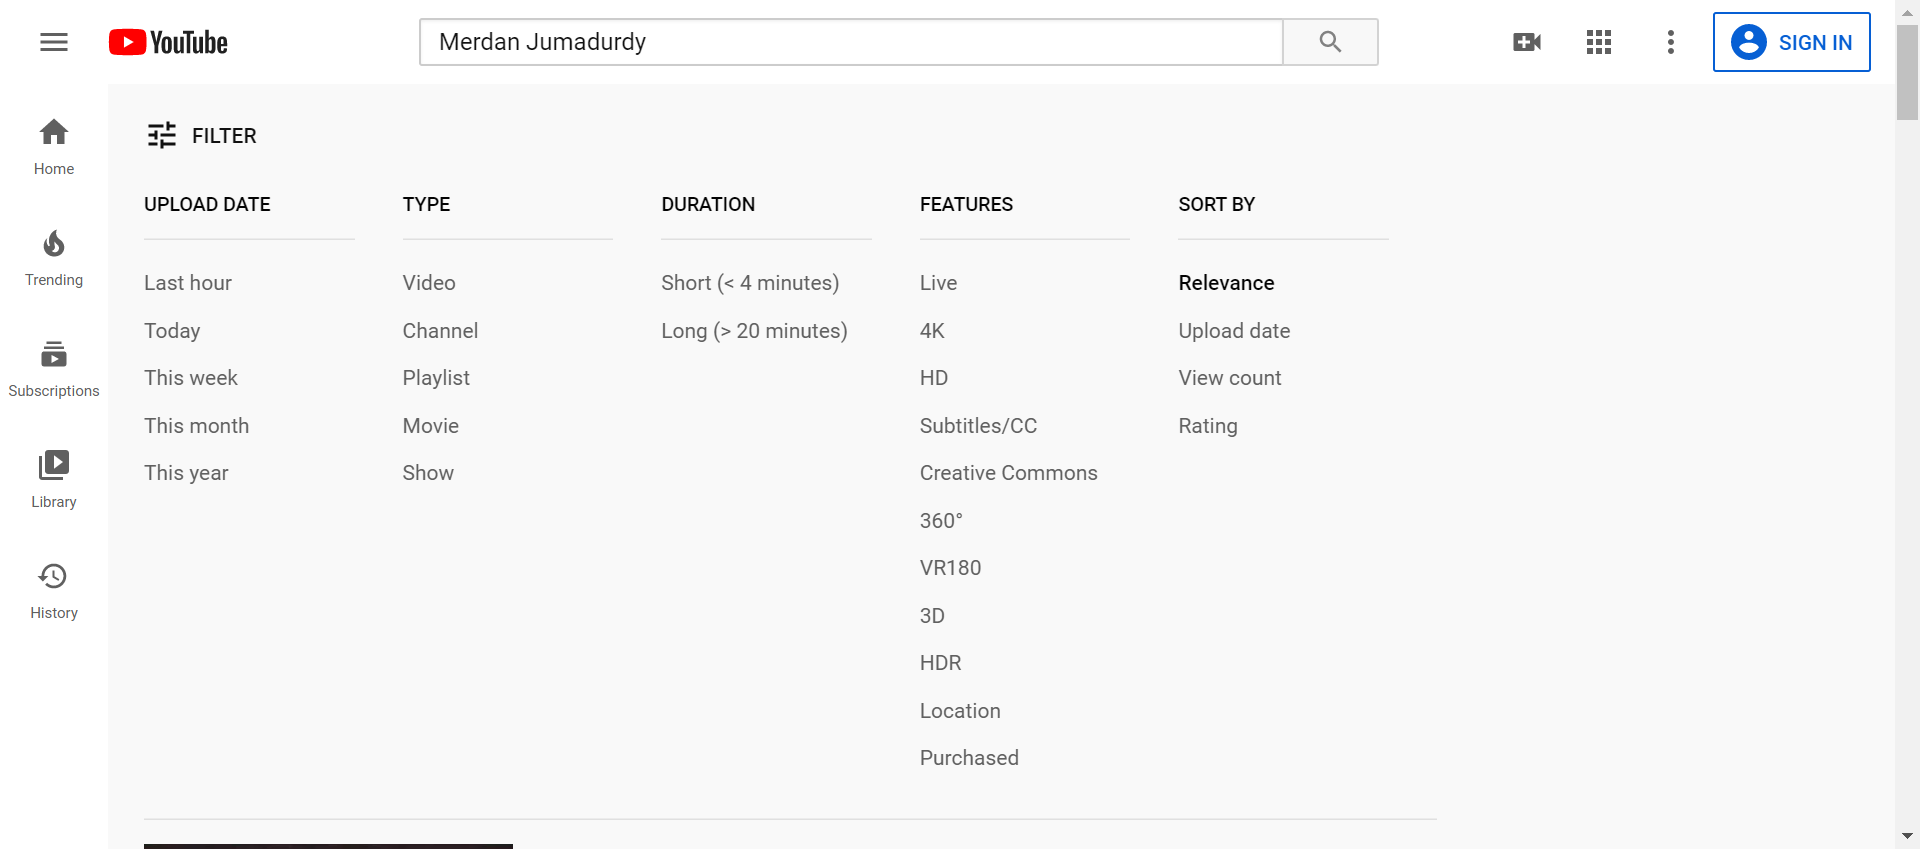 YouTube
Merdan Jumadurdy
SIGN IN
Home
Trending
Subscriptions
Library
History
FILTER
UPLOAD DATE
Last hour
Today
This week
This month
This year
TYPE
Video
Channel
Playlist
Movie
Show
DURATION
Short (< 4 minutes)
Long (> 20 minutes)
FEATURES
Live
4K
HD
Subtitles/CC
Creative Commons
360°
VR180
3D
HDR
Location
Purchased
SORT BY
Relevance
Upload date
View count
Rating